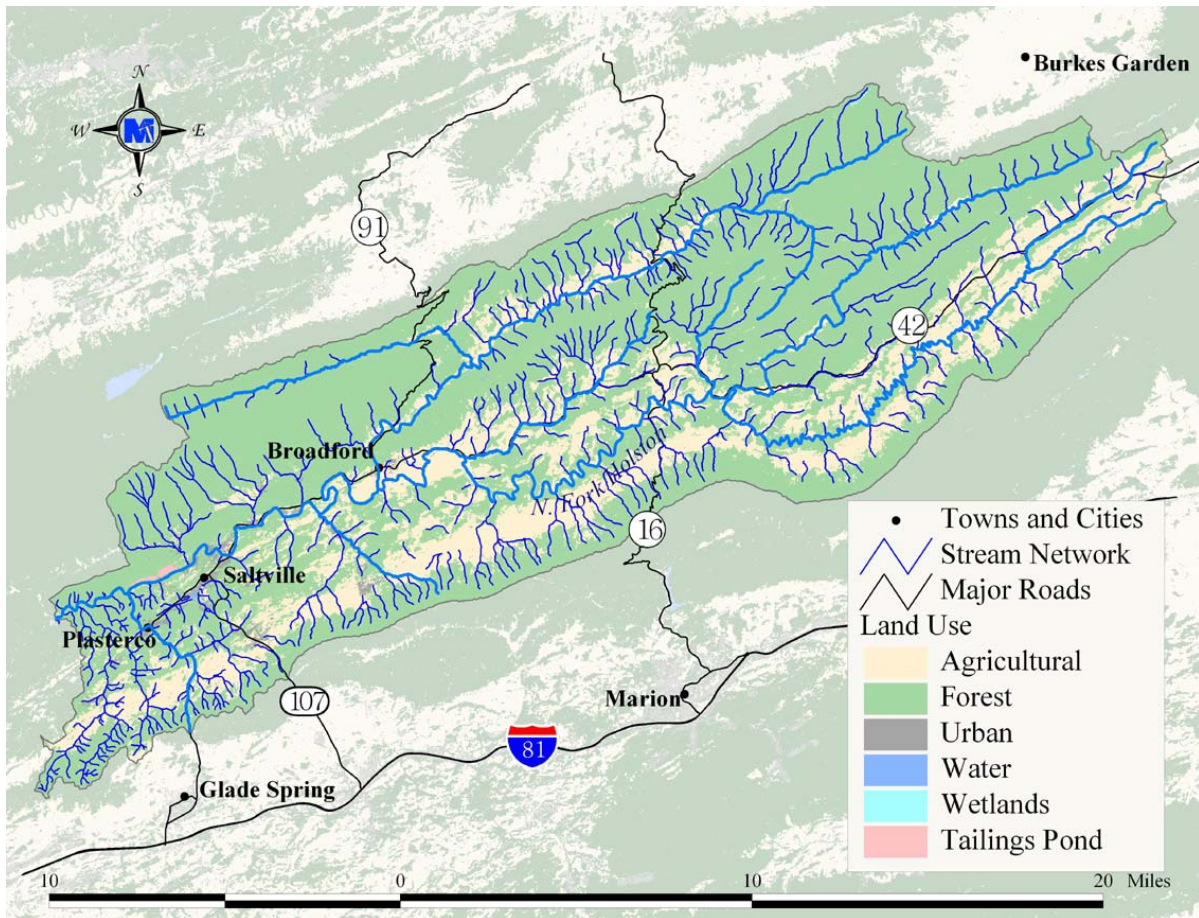 Burkes Garden
N
W
E
S
M
91
42
Broadford
N. Fork Holston
16
Saltville
Plasterco
107
Marion
81
Glade Spring
Towns and Cities
Stream Network
Major Roads
Land Use
Agricultural
Forest
Urban
Water
Wetlands
Tailings Pond
10 0 10 20 Miles